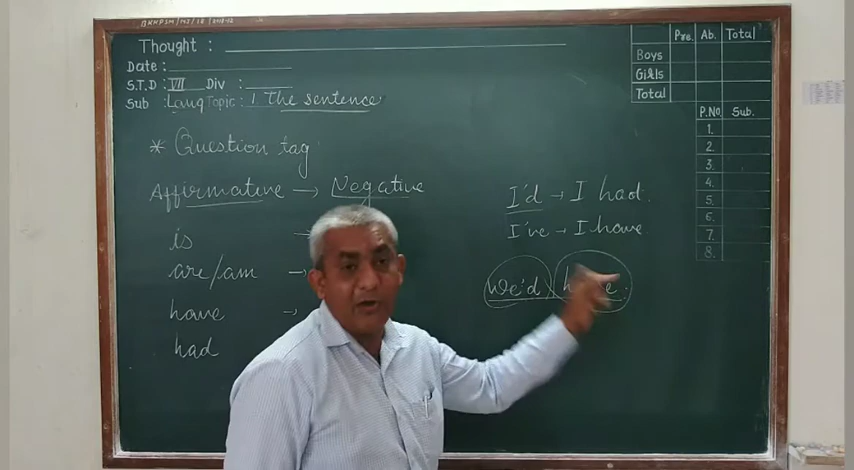 Thought :
Date :
S.T.D VII Div :
Sub : Lang Topic : 1. The sentence
* Question tag
Affirmative → Negative
is →
are/am →
have →
had
I'd → I had.
I've → I have.
We'd
Pre. Ab. Total
Boys
Girls
Total
P.No. Sub.
1.
2.
3.
4.
5.
6.
7.
8.